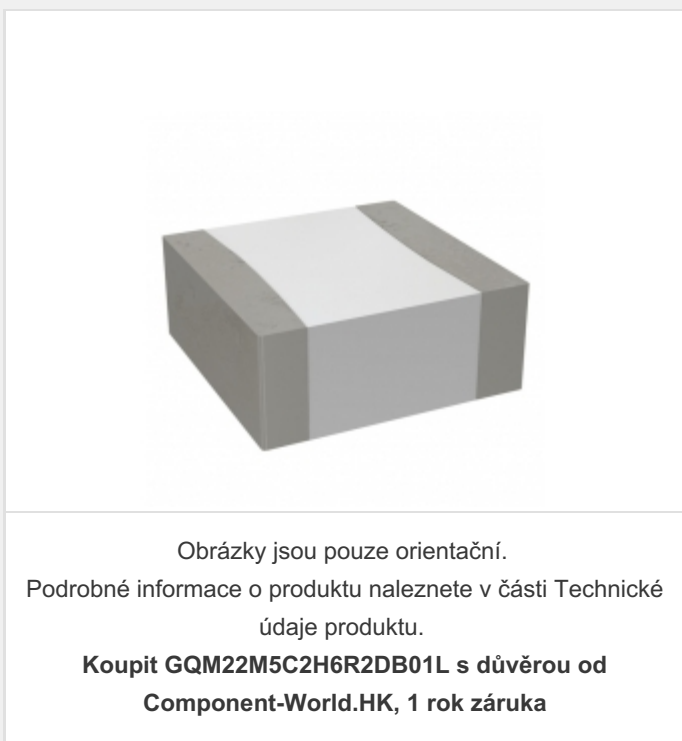 Obrázky jsou pouze orientační.
Podrobné informace o produktu naleznete v části Technické
údaje produktu.
Koupit GQM22M5C2H6R2DB01L s důvěrou od
Component-World.HK, 1 rok záruka